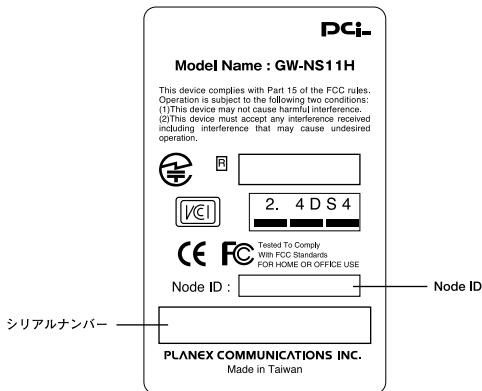 PCi
Model Name : GW-NS11H
This device complies with Part 15 of the FCC rules.
Operation is subject to the following two conditions:
(1)This device may not cause harmful interference.
(2)This device must accept any interference received
including interference that may cause undesired
operation.
R
VCI
2. 4 D S 4
CE FC Tested To Comply
With FCC Standards
FOR HOME OR OFFICE USE
Node ID :
Node ID
シリアルナンバー
PLANEX COMMUNICATIONS INC.
Made in Taiwan